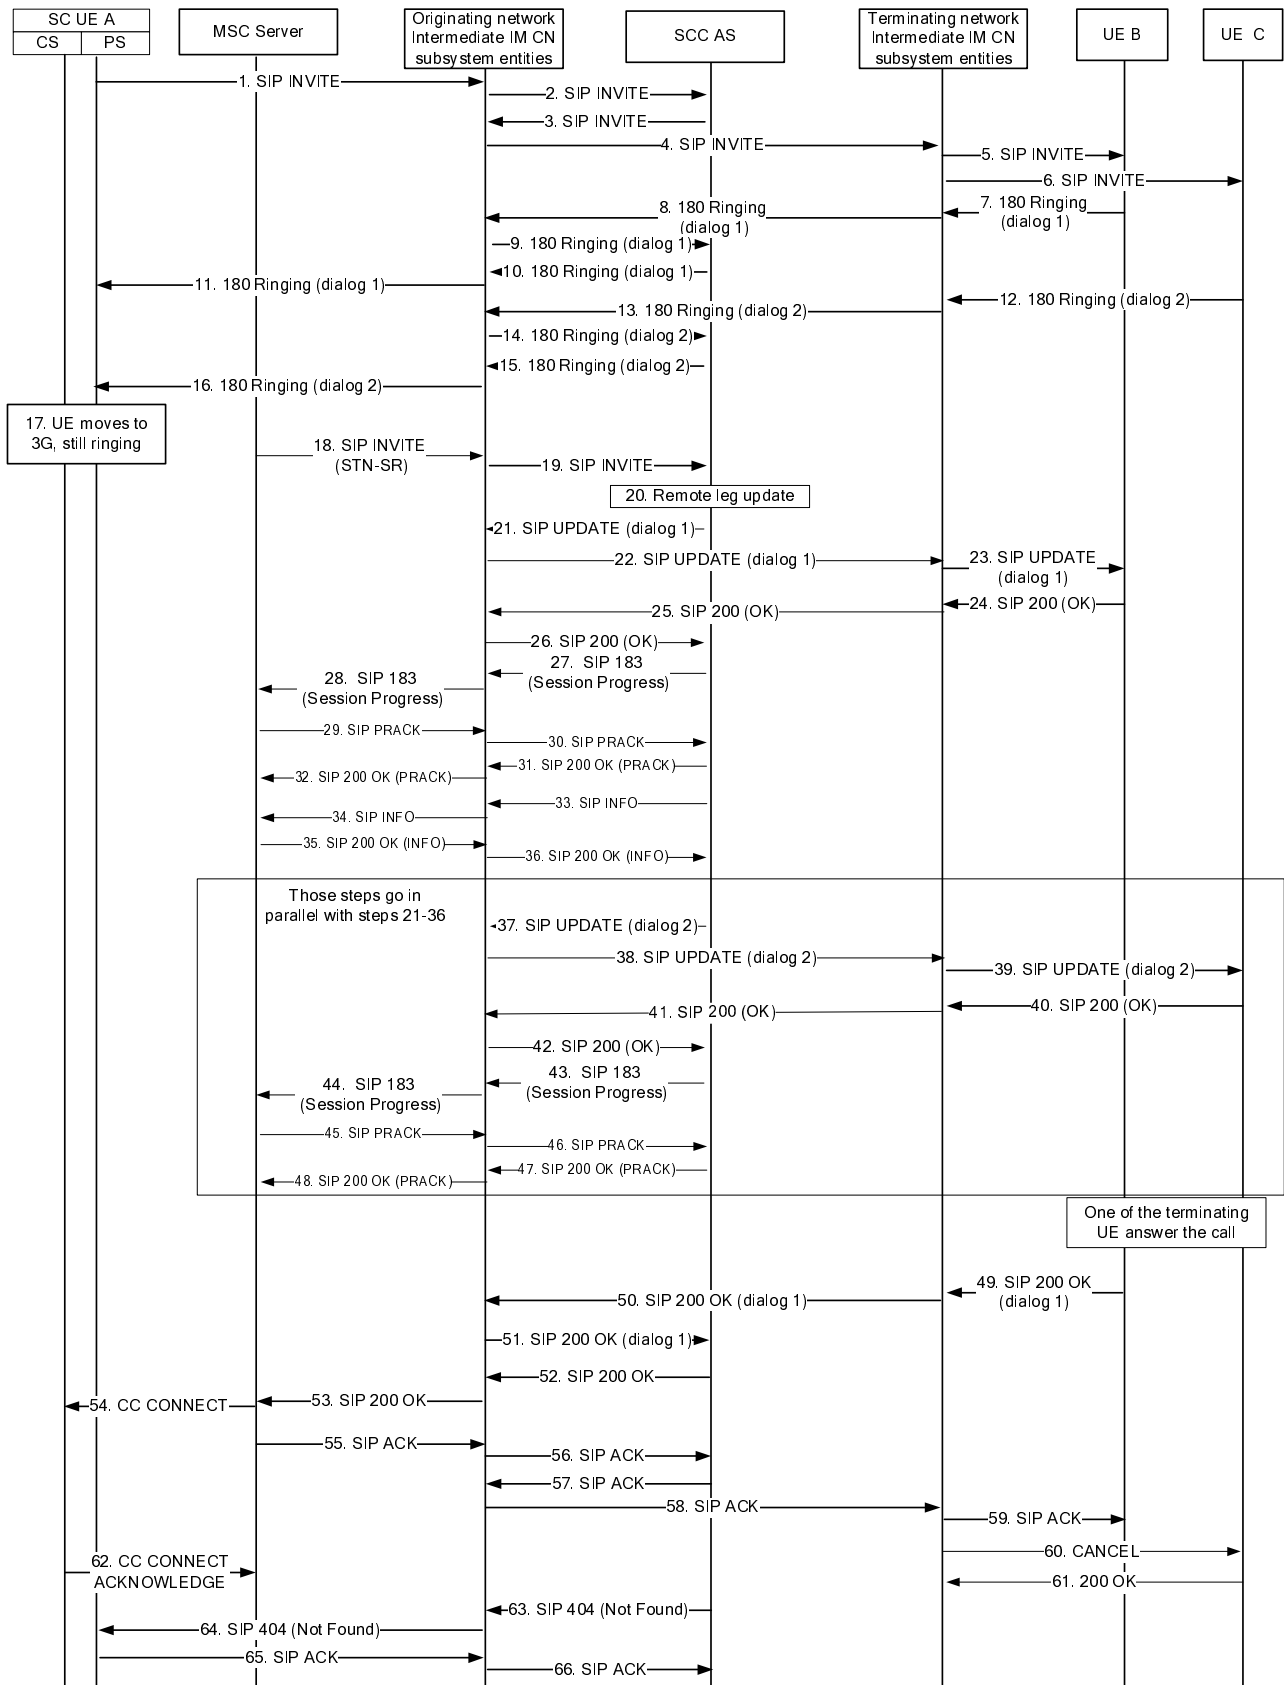 SC UE A
CS
PS
MSC Server
Originating network
Intermediate IM CN
subsystem entities
SCC AS
Terminating network
Intermediate IM CN
subsystem entities
UE B
UE C
1. SIP INVITE
2. SIP INVITE
3. SIP INVITE
4. SIP INVITE
5. SIP INVITE
6. SIP INVITE
7. 180 Ringing
(dialog 1)
8. 180 Ringing
(dialog 1)
9. 180 Ringing (dialog 1)
10. 180 Ringing (dialog 1)
11. 180 Ringing (dialog 1)
12. 180 Ringing (dialog 2)
13. 180 Ringing (dialog 2)
14. 180 Ringing (dialog 2)
15. 180 Ringing (dialog 2)
16. 180 Ringing (dialog 2)
17. UE moves to
3G, still ringing
18. SIP INVITE
(STN-SR)
19. SIP INVITE
20. Remote leg update
21. SIP UPDATE (dialog 1)
22. SIP UPDATE (dialog 1)
23. SIP UPDATE
(dialog 1)
24. SIP 200 (OK)
25. SIP 200 (OK)
26. SIP 200 (OK)
27. SIP 183
(Session Progress)
28. SIP 183
(Session Progress)
29. SIP PRACK
30. SIP PRACK
31. SIP 200 OK (PRACK)
32. SIP 200 OK (PRACK)
33. SIP INFO
34. SIP INFO
35. SIP 200 OK (INFO)
36. SIP 200 OK (INFO)
Those steps go in
parallel with steps 21-36
37. SIP UPDATE (dialog 2)
38. SIP UPDATE (dialog 2)
39. SIP UPDATE (dialog 2)
40. SIP 200 (OK)
41. SIP 200 (OK)
42. SIP 200 (OK)
43. SIP 183
(Session Progress)
44. SIP 183
(Session Progress)
45. SIP PRACK
46. SIP PRACK
47. SIP 200 OK (PRACK)
48. SIP 200 OK (PRACK)
One of the terminating
UE answer the call
49. SIP 200 OK
(dialog 1)
50. SIP 200 OK (dialog 1)
51. SIP 200 OK (dialog 1)
52. SIP 200 OK
53. SIP 200 OK
54. CC CONNECT
55. SIP ACK
56. SIP ACK
57. SIP ACK
58. SIP ACK
59. SIP ACK
60. CANCEL
61. 200 OK
62. CC CONNECT
ACKNOWLEDGE
63. SIP 404 (Not Found)
64. SIP 404 (Not Found)
65. SIP ACK
66. SIP ACK